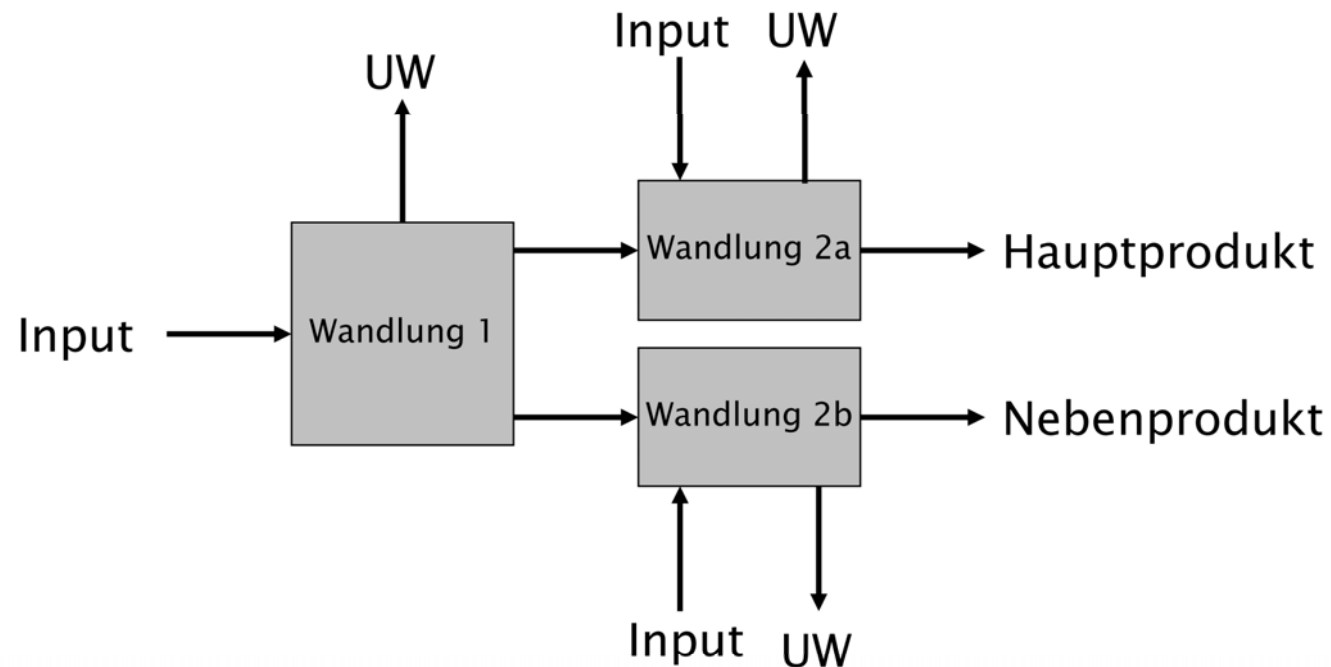 Input
UW
UW
Wandlung 2a
Hauptprodukt
Input
Wandlung 1
Wandlung 2b
Nebenprodukt
Input
UW